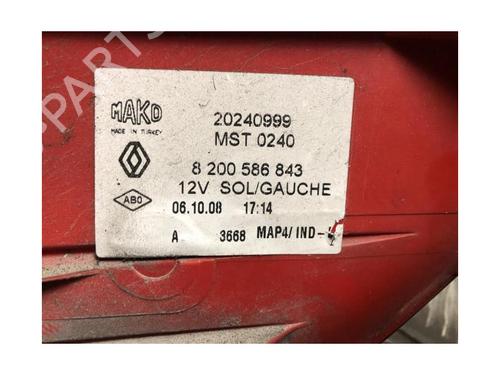 PARTS
MAKO
MADE IN TURKEY
20240999
MST 0240
8 200 586 843
12V SOL/GAUCHE
ABO
06.10.08 17:14
A 3668 MAP4/ IND-